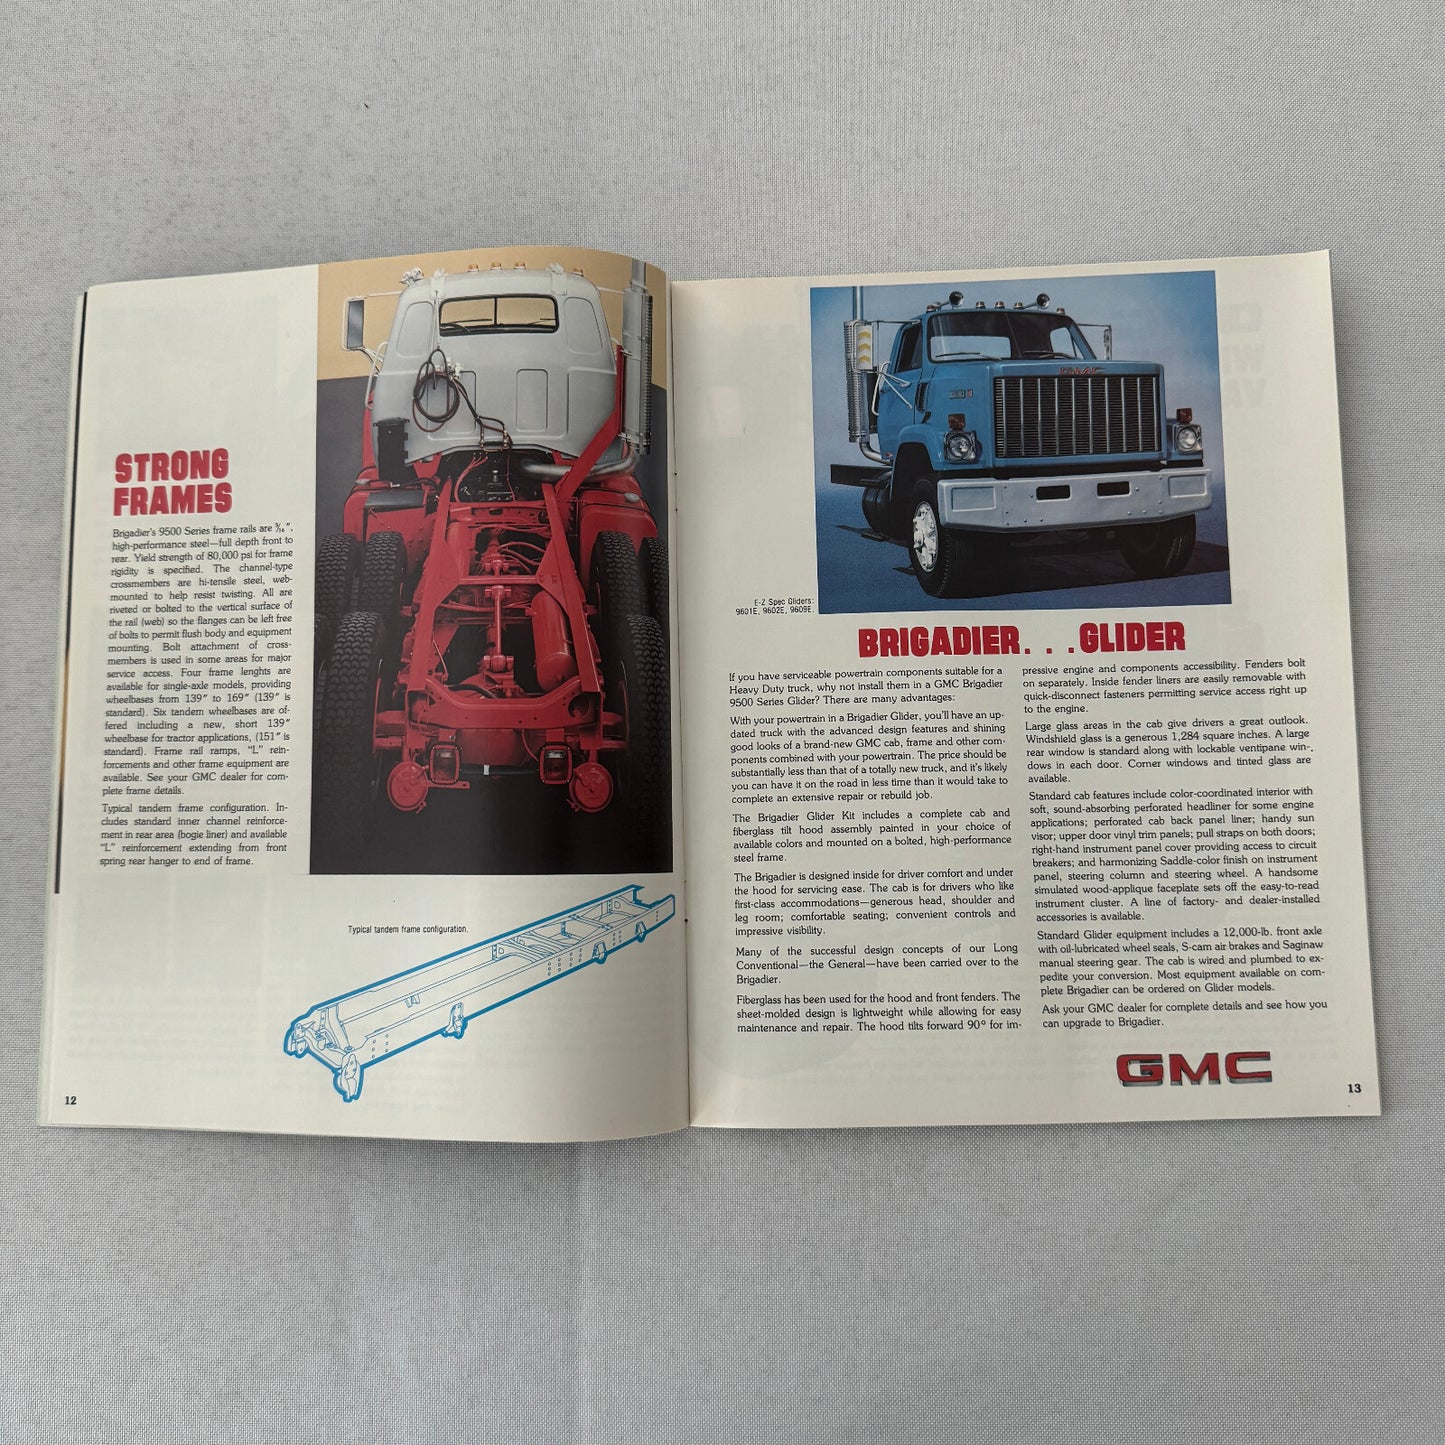 STRONG
FRAMES
Brigadier's 9500 Series frame rails are 5/16",
high-performance steel—full depth front to
rear. Yield strength of 80,000 psi for frame
rigidity is specified. The channel-type
crossmembers are hi-tensile steel, web-
mounted to help resist twisting. All are
riveted or bolted to the vertical surface of
the rail (web) so the flanges can be left free
of bolts to permit flush body and equipment
mounting. Bolt attachment of cross-
members is used in some areas for major
service access. Four frame lenghts are
available for single-axle models, providing
wheelbases from 139" to 169" (139" is
standard). Six tandem wheelbases are of-
fered including a new, short 139"
wheelbase for tractor applications, (151" is
standard). Frame rail ramps, "L" rein-
forcements and other frame equipment are
available. See your GMC dealer for com-
plete frame details.
Typical tandem frame configuration. In-
cludes standard inner channel reinforce-
ment in rear area (bogie liner) and available
"L" reinforcement extending from front
spring rear hanger to end of frame.
Typical tandem frame configuration.
12
GMC
E-Z Spec Gliders:
9601E, 9602E, 9609E.
BRIGADIER. . .GLIDER
If you have serviceable powertrain components suitable for a
Heavy Duty truck, why not install them in a GMC Brigadier
9500 Series Glider? There are many advantages:
With your powertrain in a Brigadier Glider, you'll have an up-
dated truck with the advanced design features and shining
good looks of a brand-new GMC cab, frame and other com-
ponents combined with your powertrain. The price should be
substantially less than that of a totally new truck, and it's likely
you can have it on the road in less time than it would take to
complete an extensive repair or rebuild job.
The Brigadier Glider Kit includes a complete cab and
fiberglass tilt hood assembly painted in your choice of
available colors and mounted on a bolted, high-performance
steel frame.
The Brigadier is designed inside for driver comfort and under
the hood for servicing ease. The cab is for drivers who like
first-class accommodations—generous head, shoulder and
leg room; comfortable seating; convenient controls and
impressive visibility.
Many of the successful design concepts of our Long
Conventional—the General—have been carried over to the
Brigadier.
Fiberglass has been used for the hood and front fenders. The
sheet-molded design is lightweight while allowing for easy
maintenance and repair. The hood tilts forward 90° for im-
pressive engine and components accessibility. Fenders bolt
on separately. Inside fender liners are easily removable with
quick-disconnect fasteners permitting service access right up
to the engine.
Large glass areas in the cab give drivers a great outlook.
Windshield glass is a generous 1,284 square inches. A large
rear window is standard along with lockable ventipane win-
dows in each door. Corner windows and tinted glass are
available.
Standard cab features include color-coordinated interior with
soft, sound-absorbing perforated headliner for some engine
applications; perforated cab back panel liner; handy sun
visor; upper door vinyl trim panels; pull straps on both doors;
right-hand instrument panel cover providing access to circuit
breakers; and harmonizing Saddle-color finish on instrument
panel, steering column and steering wheel. A handsome
simulated wood-applique faceplate sets off the easy-to-read
instrument cluster. A line of factory- and dealer-installed
accessories is available.
Standard Glider equipment includes a 12,000-lb. front axle
with oil-lubricated wheel seals, S-cam air brakes and Saginaw
manual steering gear. The cab is wired and plumbed to ex-
pedite your conversion. Most equipment available on com-
plete Brigadier can be ordered on Glider models.
Ask your GMC dealer for complete details and see how you
can upgrade to Brigadier.
GMC
13